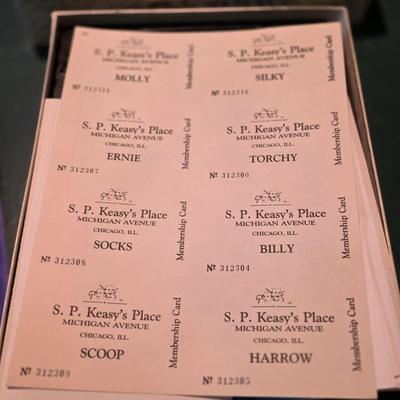 S. P. Keasy's Place
MICHIGAN AVENUE
CHICAGO, ILL.
MOLLY
Nº 312311
Membership Card
S. P. Keasy's Place
MICHIGAN AVENUE
CHICAGO, ILL.
SILKY
Nº 312310
Membership Card
S. P. Keasy's Place
MICHIGAN AVENUE
CHICAGO, ILL.
ERNIE
Nº 312307
Membership Card
S. P. Keasy's Place
MICHIGAN AVENUE
CHICAGO, ILL.
TORCHY
Nº 312306
Membership Card
S. P. Keasy's Place
MICHIGAN AVENUE
CHICAGO, ILL.
SOCKS
Nº 312308
Membership Card
S. P. Keasy's Place
MICHIGAN AVENUE
CHICAGO, ILL.
BILLY
Nº 312304
Membership Card
S. P. Keasy's Place
MICHIGAN AVENUE
CHICAGO, ILL.
SCOOP
Nº 312309
Membership Card
S. P. Keasy's Place
MICHIGAN AVENUE
CHICAGO, ILL.
HARROW
Nº 312305
Membership Card